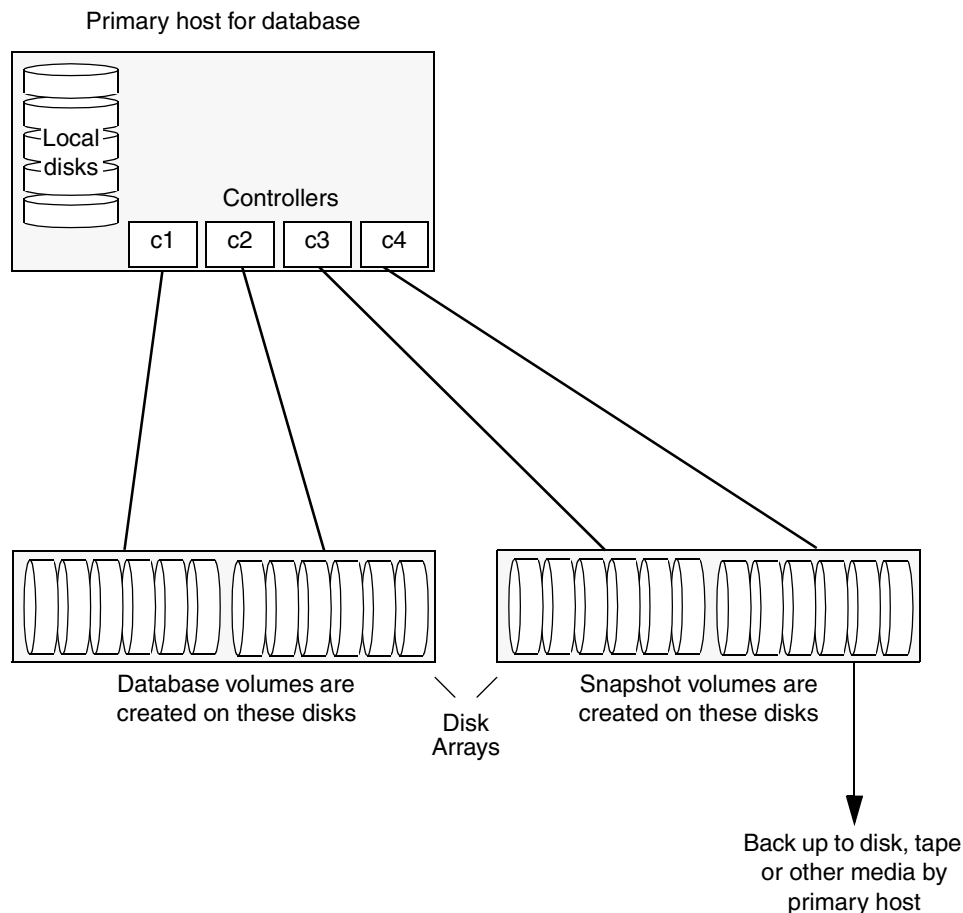 Primary host for database
Local
disks
Controllers
c1 c2 c3 c4
Database volumes are
created on these disks
Disk
Arrays
Snapshot volumes are
created on these disks
Back up to disk, tape
or other media by
primary host